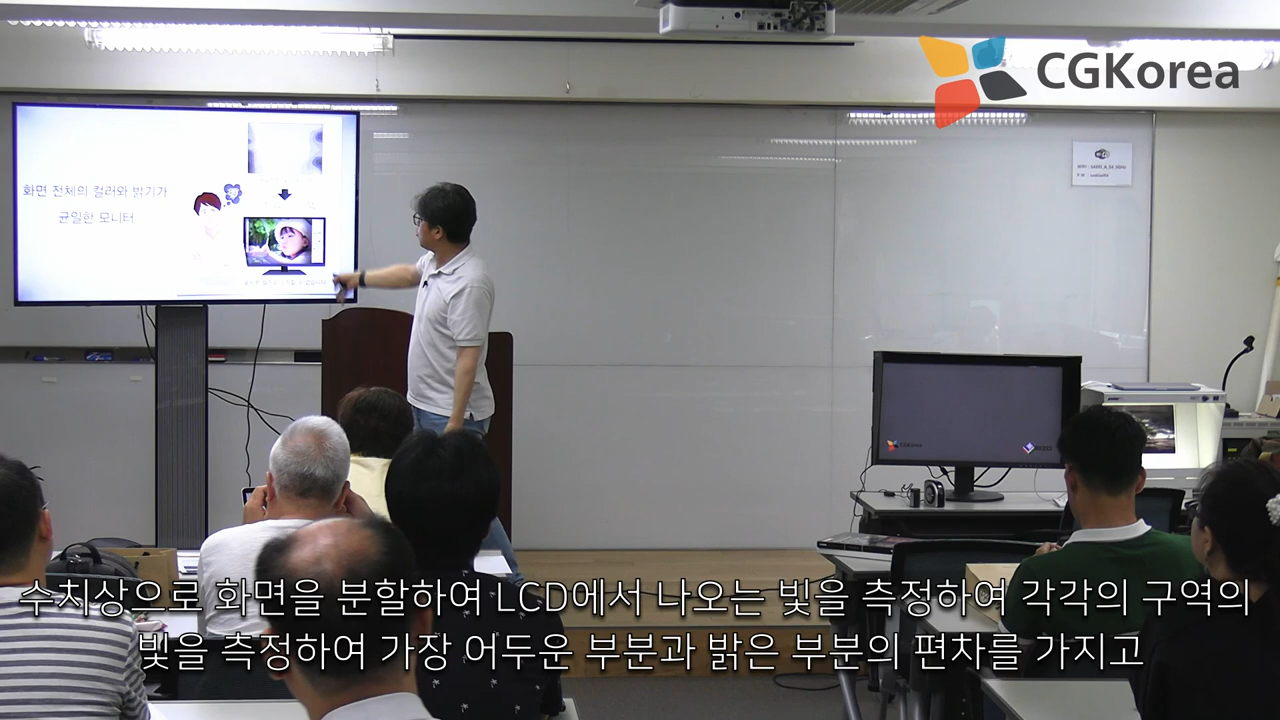 CGKorea
화면 전체의 컬러와 밝기가
균일한 모니터
CGKorea
수치상으로 화면을 분할하여 LCD에서 나오는 빛을 측정하여 각각의 구역의
빛을 측정하여 가장 어두운 부분과 밝은 부분의 편차를 가지고